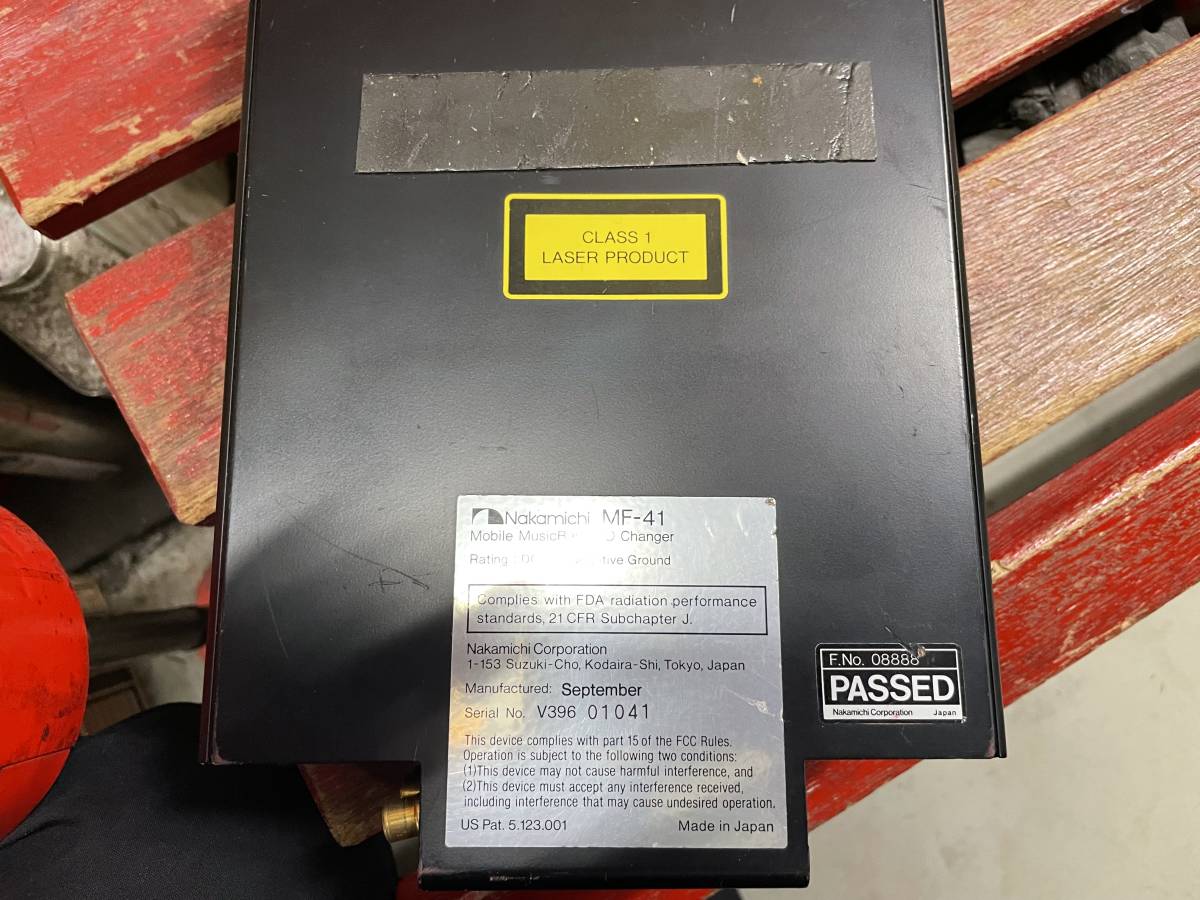 CLASS 1
LASER PRODUCT
Nakamichi MF-41
Mobile Changer
Rating : Ground
Complies with FDA radiation performance
standards, 21 CFR Subchapter J.
Nakamichi Corporation
1-153 Suzuki-Cho, Kodaira-Shi, Tokyo, Japan
Manufactured: September
Serial No. V396 01041
This device complies with part 15 of the FCC Rules.
Operation is subject to the following two conditions:
(1)This device may not cause harmful interference, and
(2)This device must accept any interference received,
including interference that may cause undesired operation.
US Pat. 5.123.001 Made in Japan
F.No. 08888
PASSED
Nakamichi Corporation Japan